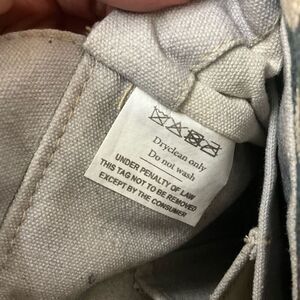 Dryclean only
Do not wash
UNDER PENALTY OF LAW
THIS TAG NOT TO BE REMOVED
EXCEPT BY THE CONSUMER